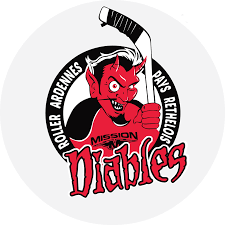 ROLLER ARDENNES
PAYS RETHELOIS
MISSION
Diables